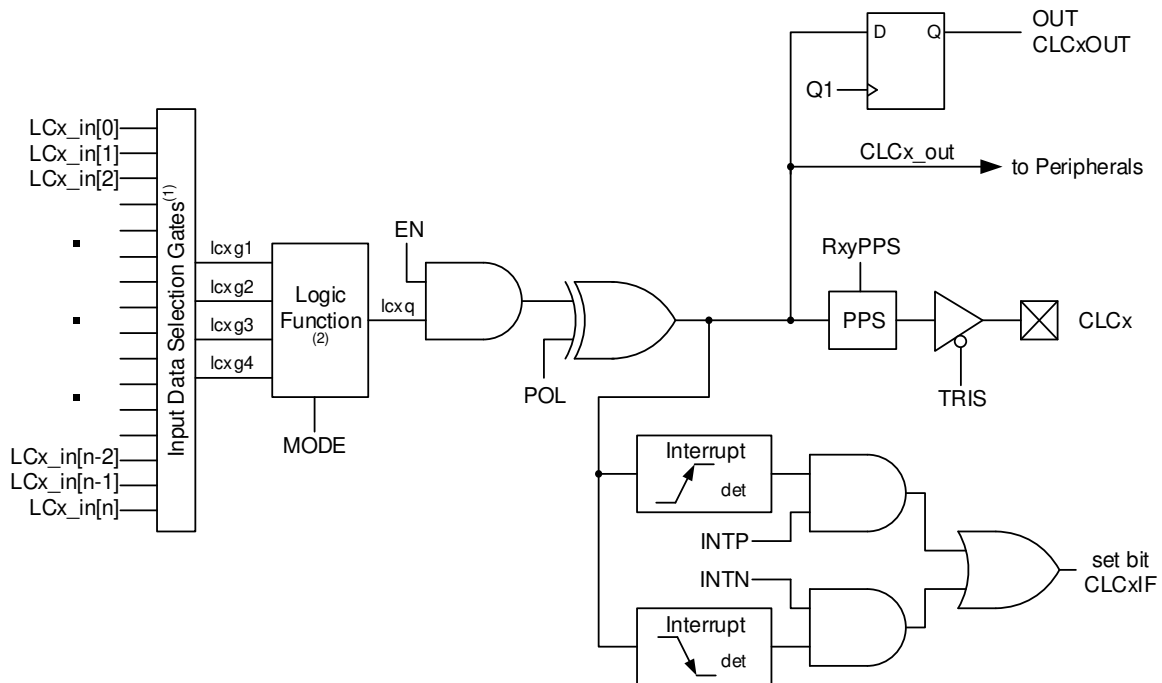 OUT
CLCxOUT
D
Q
Q1
LCx_in[0]
LCx_in[1]
LCx_in[2]
CLCx_out
to Peripherals
Input Data Selection Gates(1)
EN
RxyPPS
lcxg1
lcxg2
lcxg3
lcxg4
Logic
Function
(2)
lcxq
PPS
CLCx
POL
TRIS
MODE
LCx_in[n-2]
LCx_in[n-1]
LCx_in[n]
Interrupt
det
INTP
INTN
set bit
CLCxIF
Interrupt
det